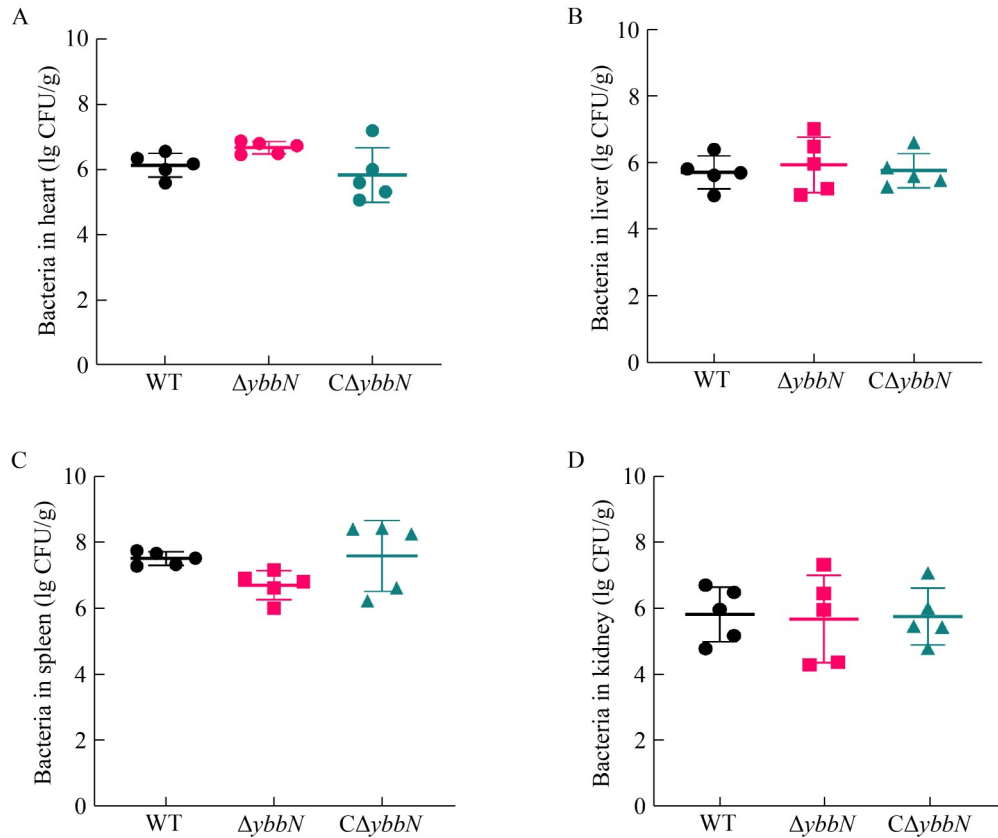 A
Bacteria in heart (lg CFU/g)
10
8
6
4
2
0
WT ΔybbN CΔybbN
B
Bacteria in liver (lg CFU/g)
10
8
6
4
2
0
WT ΔybbN CΔybbN
C
Bacteria in spleen (lg CFU/g)
10
8
6
4
2
0
WT ΔybbN CΔybbN
D
Bacteria in kidney (lg CFU/g)
10
8
6
4
2
0
WT ΔybbN CΔybbN